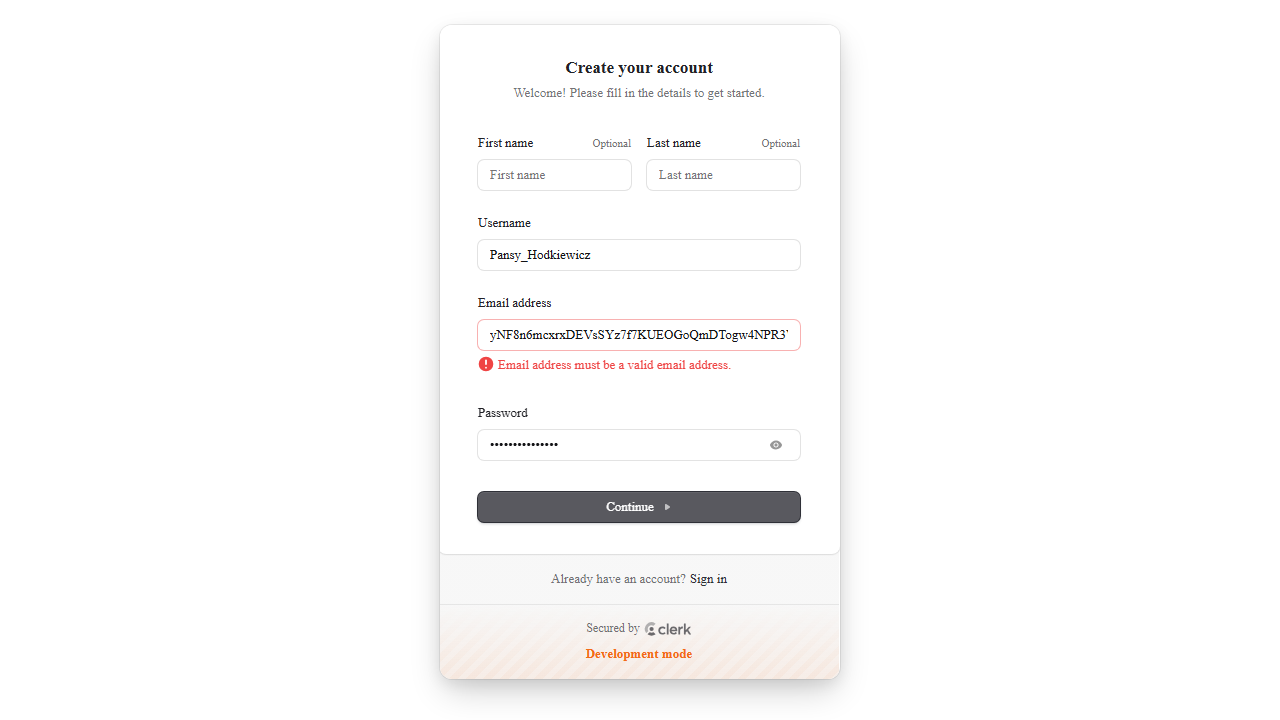 Create your account
Welcome! Please fill in the details to get started.
First name Optional Last name Optional
First name Last name
Username
Pansy_Hodkiewicz
Email address
yNF8n6mcxrxDEVsSYz7f7KUEOGoQmDTogw4NPR3
Email address must be a valid email address.
Password
•••••••••••••••
Continue
Already have an account? Sign in
Secured by clerk
Development mode